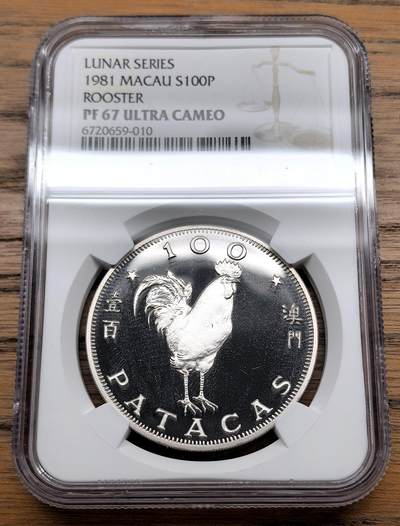 LUNAR SERIES
1981 MACAU S100P
ROOSTER
PF 67 ULTRA CAMEO
6720659-010
100
壹百
澳門
PATACAS